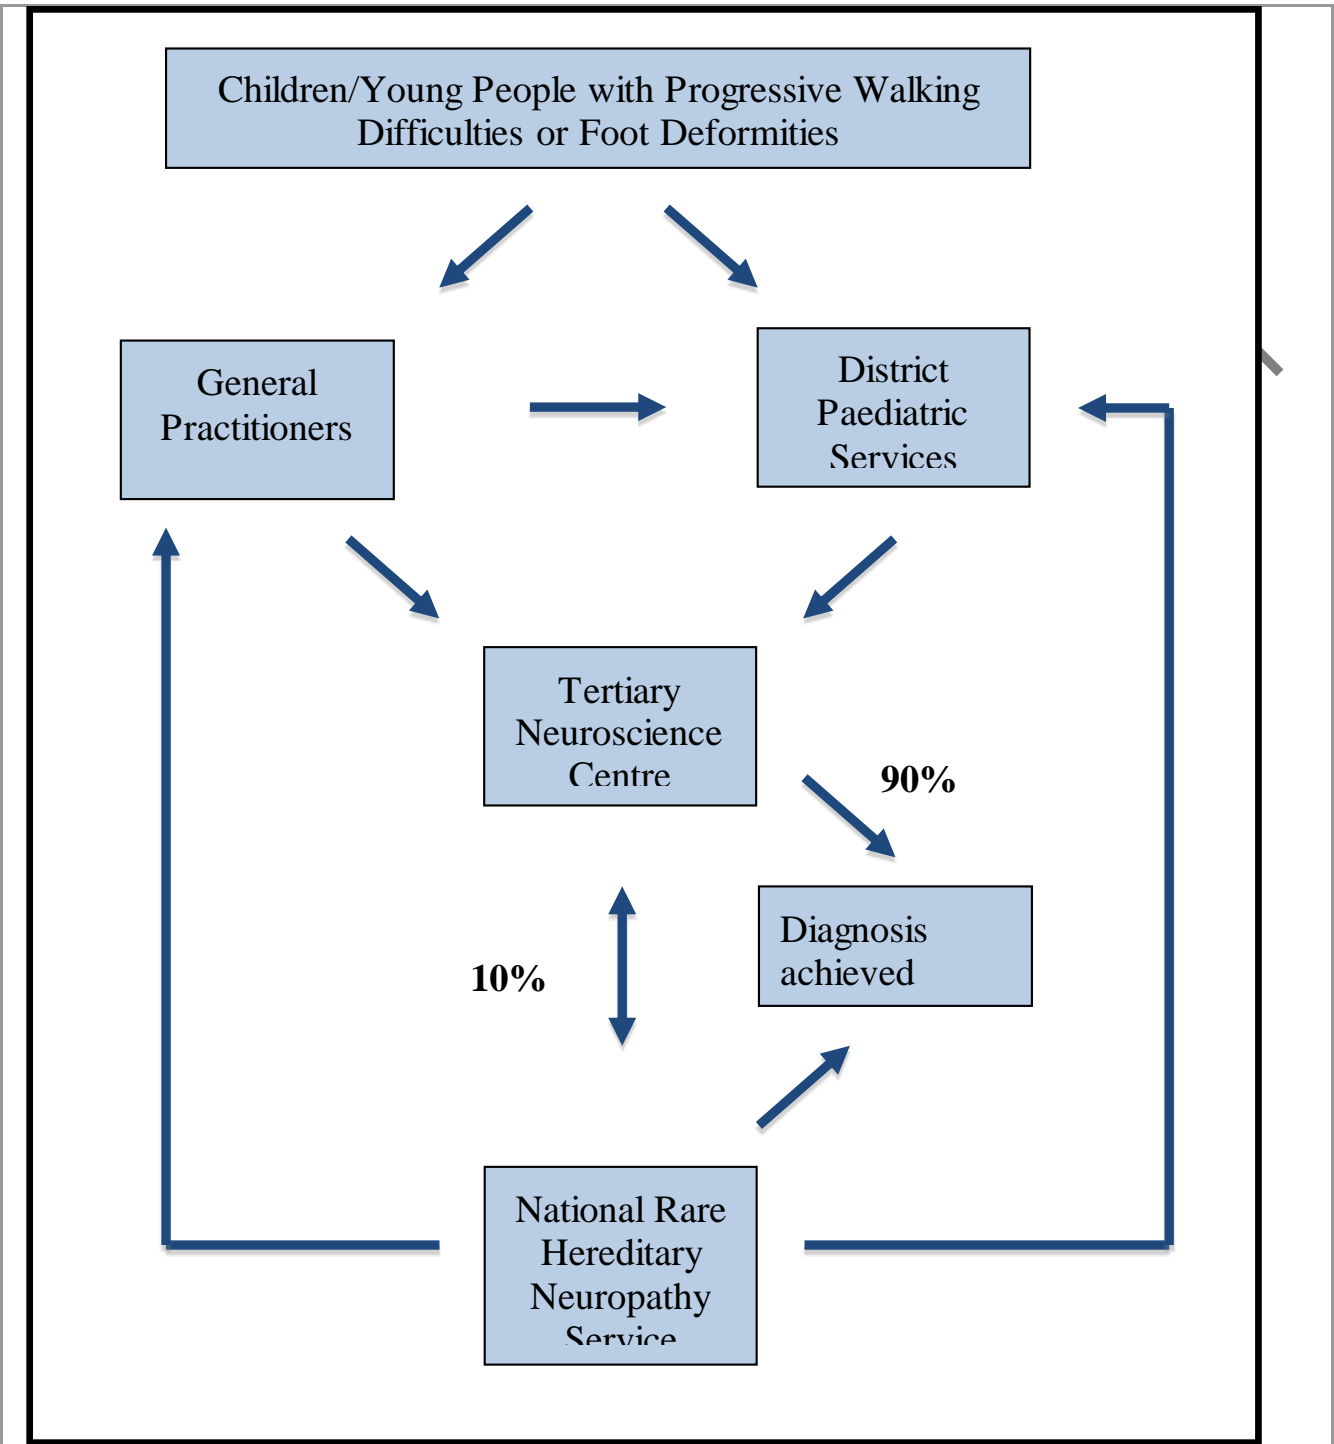 Children/Young People with Progressive Walking
Difficulties or Foot Deformities
General
Practitioners
District
Paediatric
Services
Tertiary
Neuroscience
Centre
90%
Diagnosis
achieved
10%
National Rare
Hereditary
Neuropathy
Service